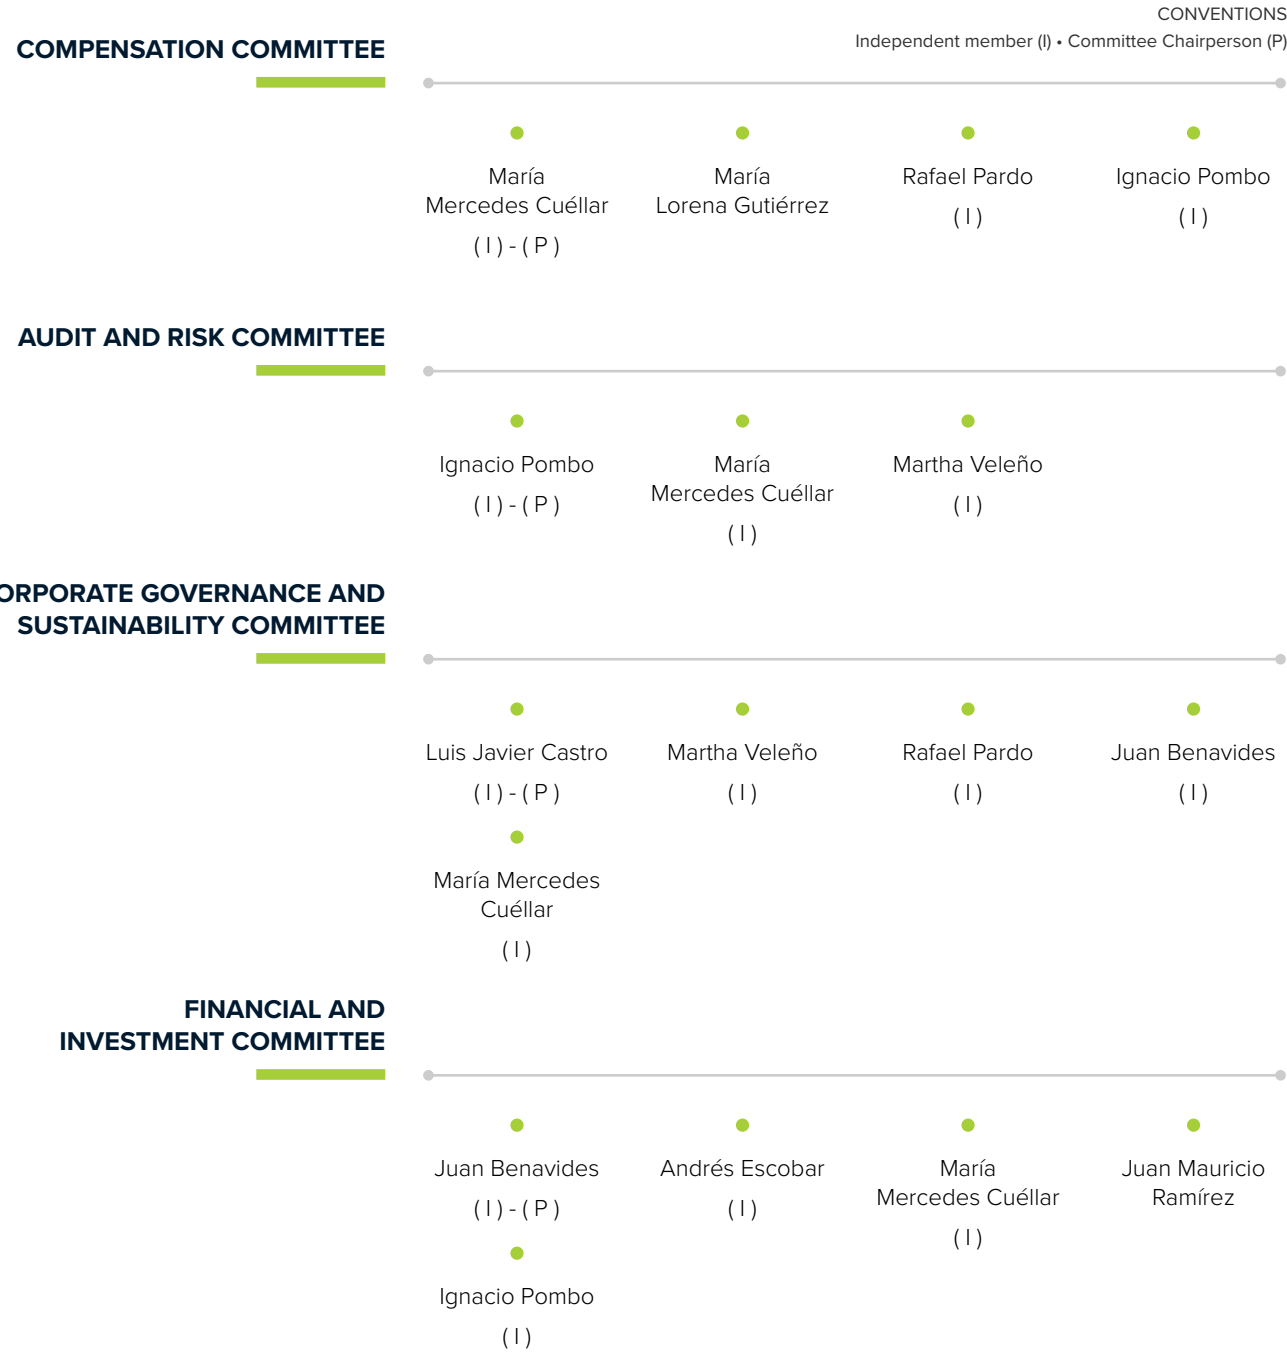 CONVENTIONS
Independent member (I) • Committee Chairperson (P)
COMPENSATION COMMITTEE
María
Mercedes Cuéllar
( I ) - ( P )
María
Lorena Gutiérrez
Rafael Pardo
( I )
Ignacio Pombo
( I )
AUDIT AND RISK COMMITTEE
Ignacio Pombo
( I ) - ( P )
María
Mercedes Cuéllar
( I )
Martha Veleño
( I )
ORPORATE GOVERNANCE AND
SUSTAINABILITY COMMITTEE
Luis Javier Castro
( I ) - ( P )
Martha Veleño
( I )
Rafael Pardo
( I )
Juan Benavides
( I )
María Mercedes
Cuéllar
( I )
FINANCIAL AND
INVESTMENT COMMITTEE
Juan Benavides
( I ) - ( P )
Andrés Escobar
( I )
María
Mercedes Cuéllar
( I )
Juan Mauricio
Ramírez
Ignacio Pombo
( I )